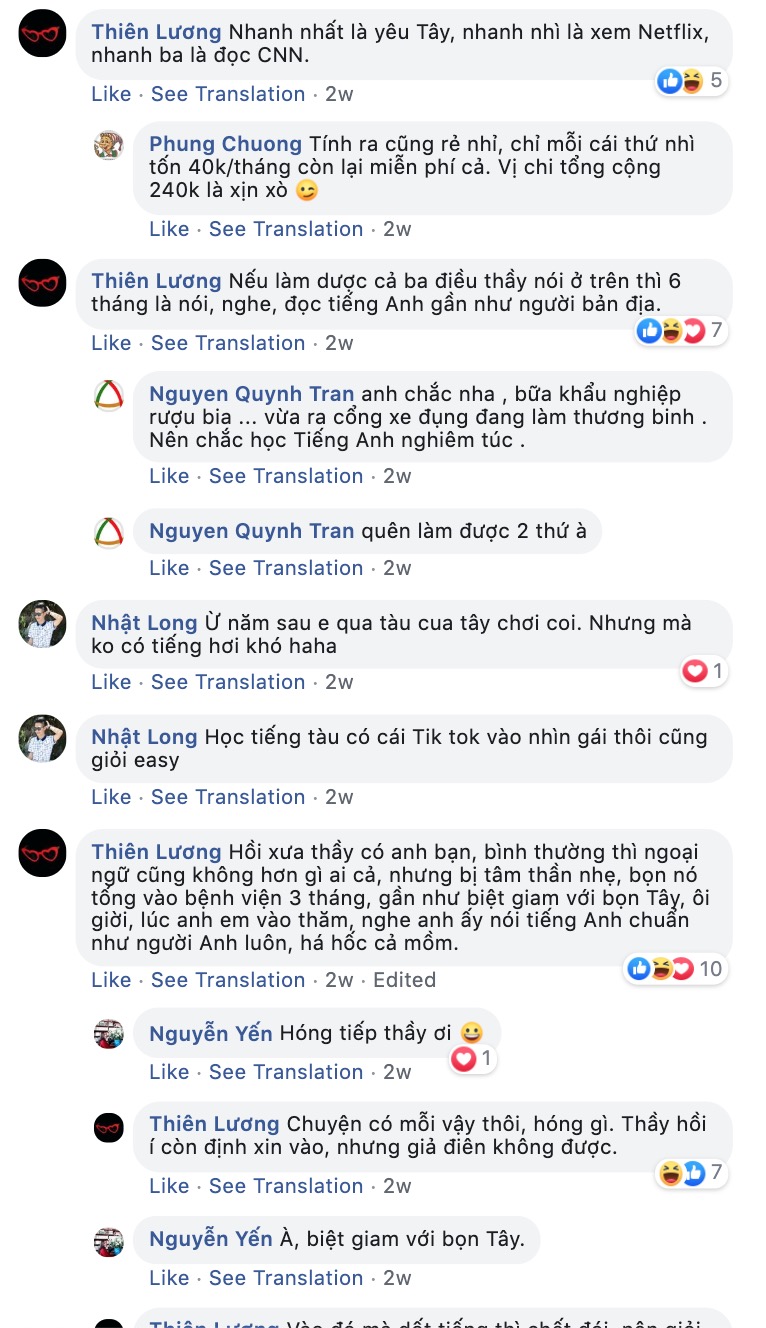 Thiên Lương Nhanh nhất là yêu Tây, nhanh nhì là xem Netflix,
nhanh ba là đọc CNN.
5
Like · See Translation · 2w
Phung Chuong Tính ra cũng rẻ nhỉ, chỉ mỗi cái thứ nhì
tốn 40k/tháng còn lại miễn phí cả. Vị chi tổng cộng
240k là xịn xò 😉
Like · See Translation · 2w
Thiên Lương Nếu làm dược cả ba điều thầy nói ở trên thì 6
tháng là nói, nghe, đọc tiếng Anh gần như người bản địa.
7
Like · See Translation · 2w
Nguyen Quynh Tran anh chắc nha , bữa khẩu nghiệp
rượu bia ... vừa ra cổng xe đụng đang làm thương binh .
Nên chắc học Tiếng Anh nghiêm túc .
Like · See Translation · 2w
Nguyen Quynh Tran quên làm được 2 thứ à
Like · See Translation · 2w
Nhật Long Ừ năm sau e qua tàu cua tây chơi coi. Nhưng mà
ko có tiếng hơi khó haha
1
Like · See Translation · 2w
Nhật Long Học tiếng tàu có cái Tik tok vào nhìn gái thôi cũng
giỏi easy
Like · See Translation · 2w
Thiên Lương Hồi xưa thầy có anh bạn, bình thường thì ngoại
ngữ cũng không hơn gì ai cả, nhưng bị tâm thần nhẹ, bọn nó
tống vào bệnh viện 3 tháng, gần như biệt giam với bọn Tây, ôi
giời, lúc anh em vào thăm, nghe anh ấy nói tiếng Anh chuẩn
như người Anh luôn, há hốc cả mồm.
10
Like · See Translation · 2w · Edited
Nguyễn Yến Hóng tiếp thầy ơi 😀
1
Like · See Translation · 2w
Thiên Lương Chuyện có mỗi vậy thôi, hóng gì. Thầy hồi
í còn định xin vào, nhưng giả điên không được.
7
Like · See Translation · 2w
Nguyễn Yến À, biệt giam với bọn Tây.
Like · See Translation · 2w
Thiên Lương Vào đó mà dốt tiếng thì chết đói, nên giỏi